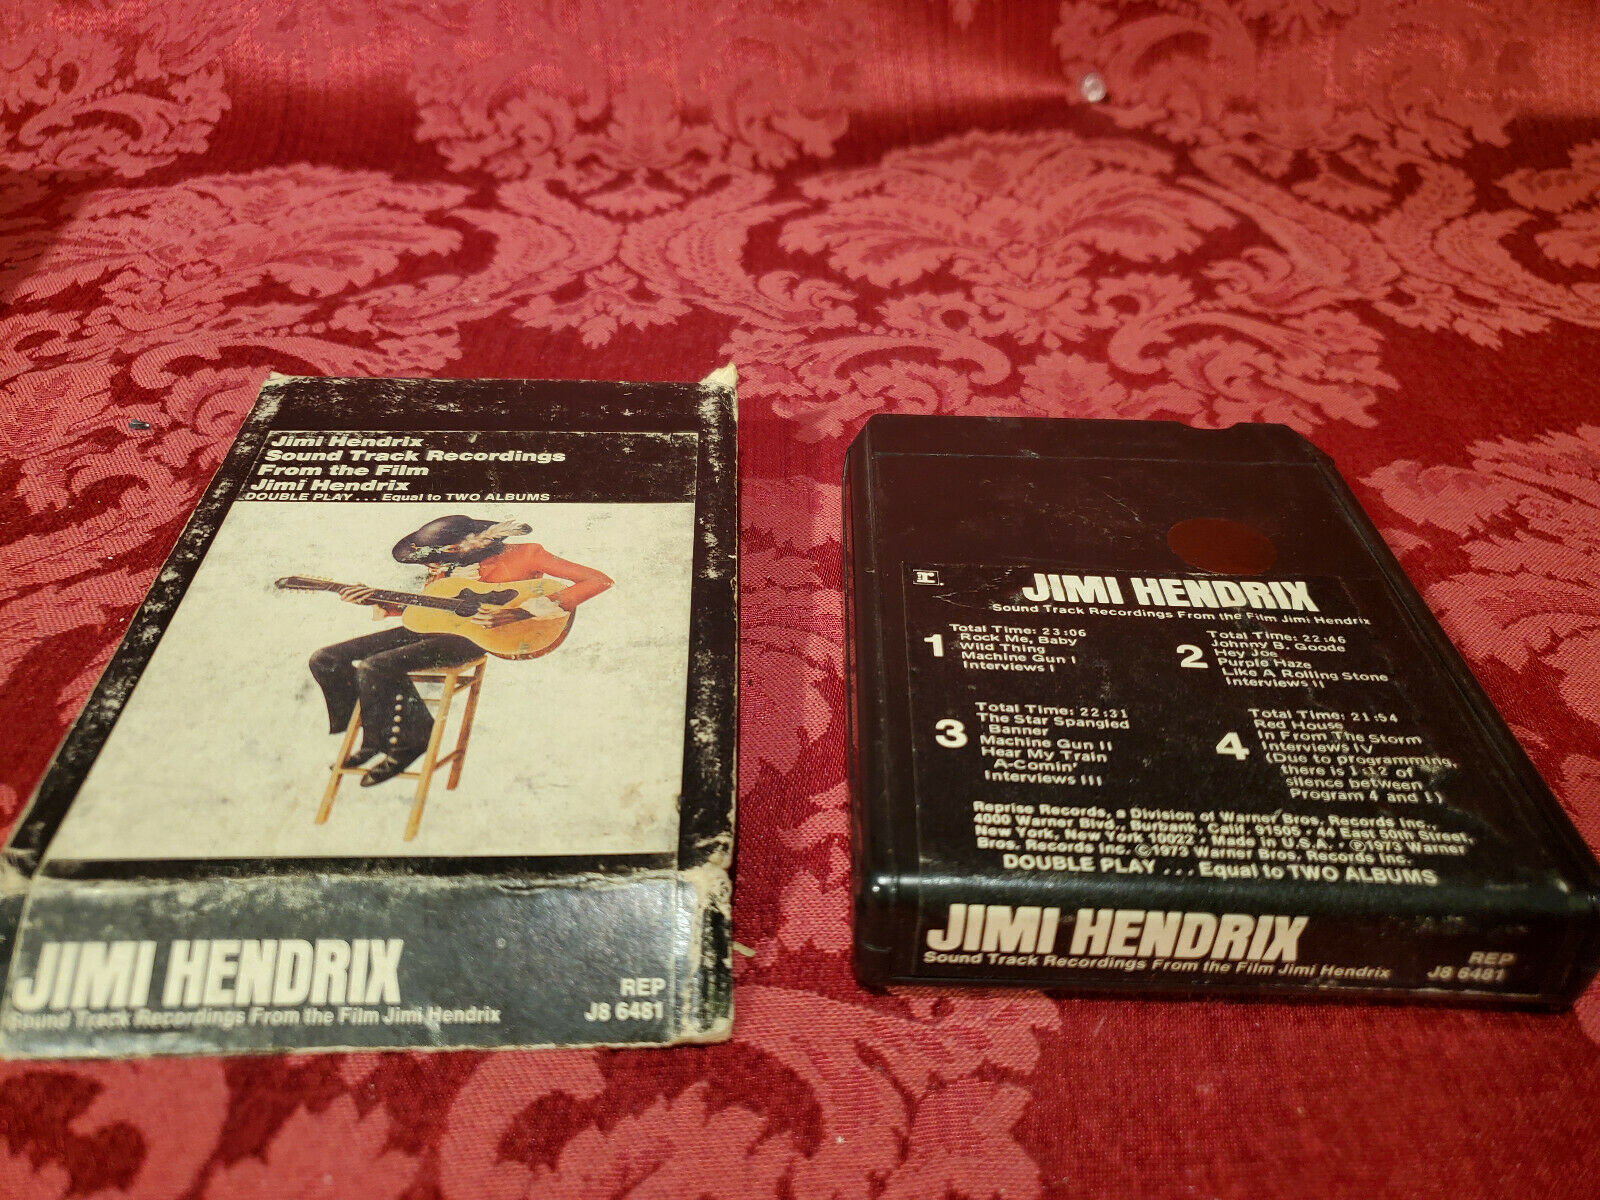 Jimi Hendrix
Sound Track Recordings
From the Film
Jimi Hendrix
DOUBLE PLAY . . . Equal to TWO ALBUMS
JIMI HENDRIX
Sound Track Recordings From the Film Jimi Hendrix
REP
J8 6481
JIMI HENDRIX
Sound Track Recordings From the Film Jimi Hendrix
1
Total Time: 23:06
Rock Me, Baby
Wild Thing
Machine Gun I
Interviews I
2
Total Time: 22:46
Johnny B. Goode
Hey Joe
Purple Haze
Like A Rolling Stone
Interviews II
3
Total Time: 22:31
The Star Spangled
Banner
Machine Gun II
Hear My Train
A-Comin'
Interviews III
4
Total Time: 21:54
Red House
In From The Storm
Interviews IV
(Due to programming,
there is 1:12 of
silence between
Program 4 and 1)
Reprise Records, a Division of Warner Bros. Records Inc.,
4000 Warner Blvd., Burbank, Calif. 91505 • 44 East 50th Street,
New York, New York 10022. Made in U.S.A. • ℗1973 Warner
Bros. Records Inc. ©1973 Warner Bros. Records Inc.
DOUBLE PLAY . . . Equal to TWO ALBUMS
JIMI HENDRIX
Sound Track Recordings From the Film Jimi Hendrix
REP
J8 6481